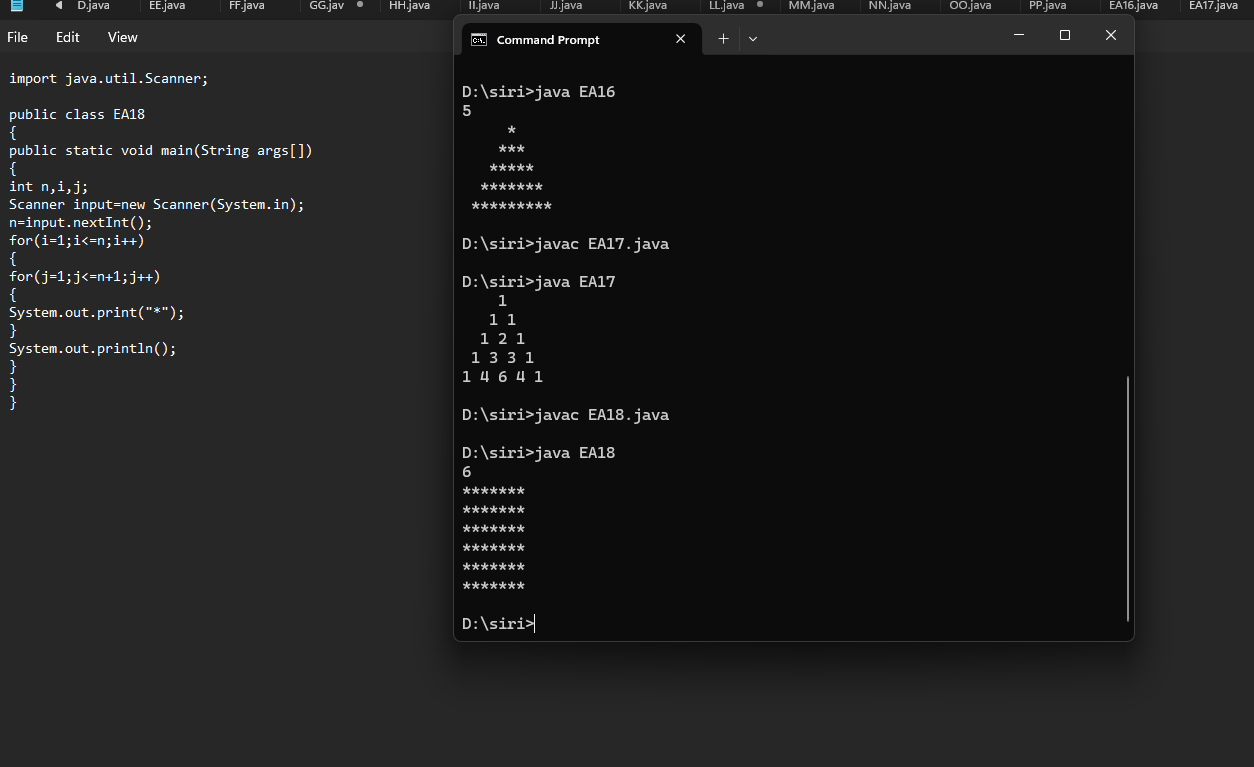 D.java EE.java FF.java GG.jav HH.java II.java JJ.java KK.java LL.java MM.java NN.java OO.java PP.java EA16.java EA17.java
File Edit View
import java.util.Scanner;
public class EA18
{
public static void main(String args[])
{
int n,i,j;
Scanner input=new Scanner(System.in);
n=input.nextInt();
for(i=1;i<=n;i++)
{
for(j=1;j<=n+1;j++)
{
System.out.print("*");
}
System.out.println();
}
}
}
Command Prompt
D:\siri>java EA16
5
*
***
*****
*******
*********
D:\siri>javac EA17.java
D:\siri>java EA17
1
1 1
1 2 1
1 3 3 1
1 4 6 4 1
D:\siri>javac EA18.java
D:\siri>java EA18
6
*******
*******
*******
*******
*******
*******
D:\siri>